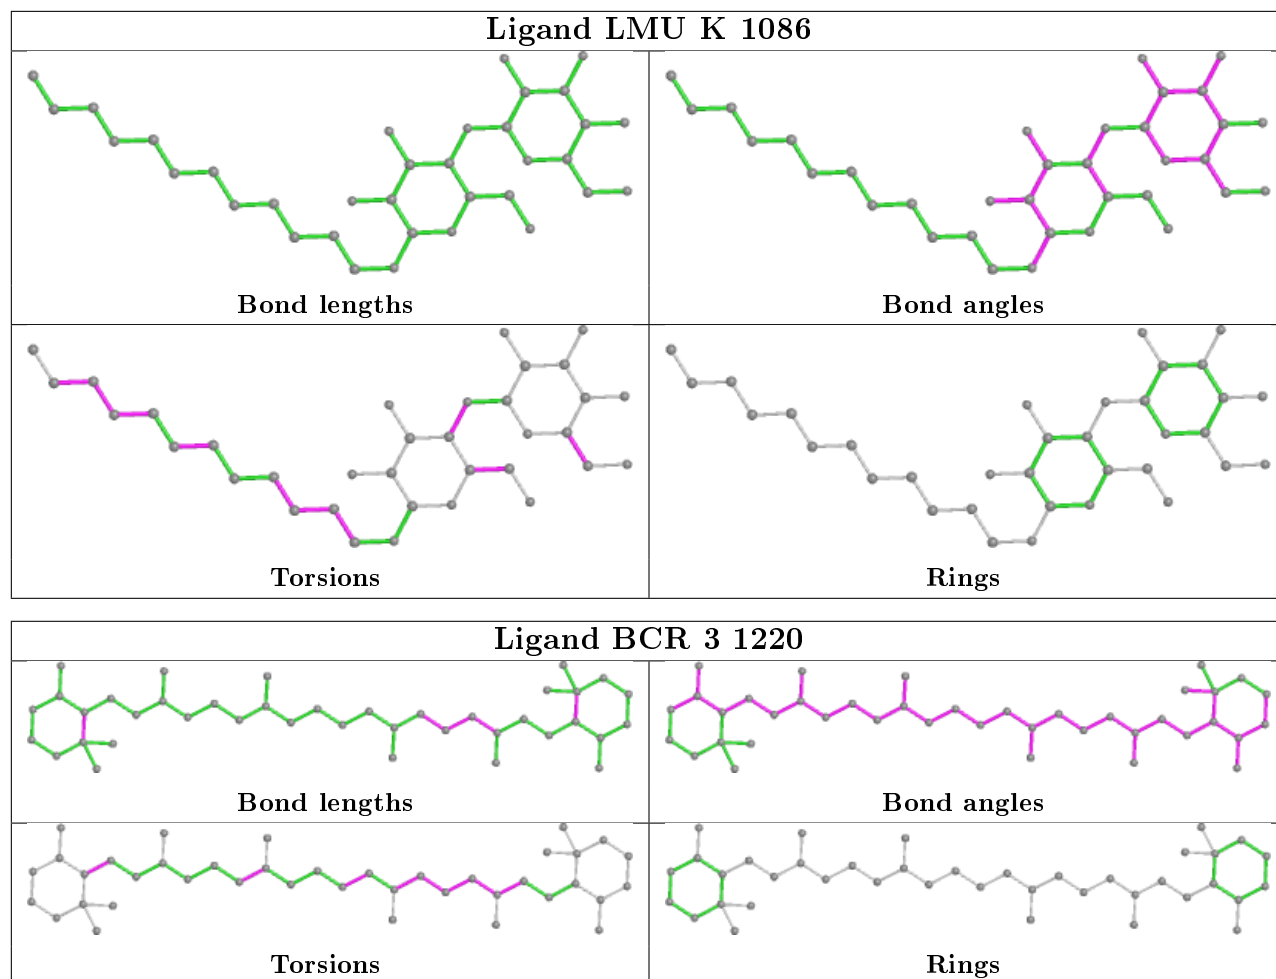 Ligand LMU K 1086
Bond lengths
Bond angles
Torsions
Rings
Ligand BCR 3 1220
Bond lengths
Bond angles
Torsions
Rings